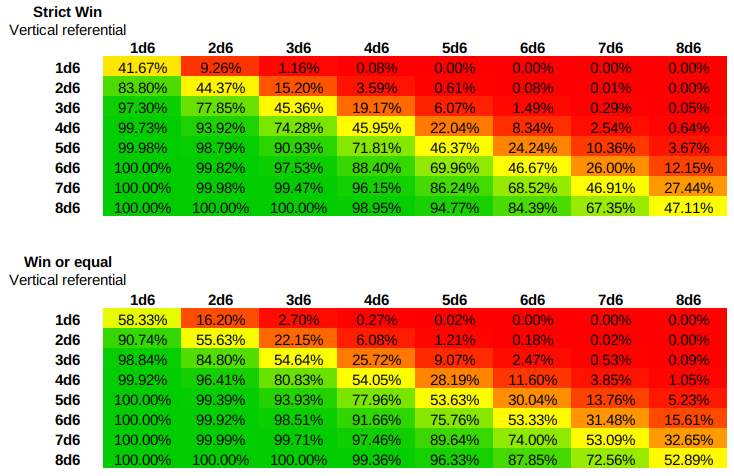 Strict Win
Vertical referential
1d6 2d6 3d6 4d6 5d6 6d6 7d6 8d6
1d6 41.67% 9.26% 1.16% 0.08% 0.00% 0.00% 0.00% 0.00%
2d6 83.80% 44.37% 15.20% 3.59% 0.61% 0.08% 0.01% 0.00%
3d6 97.30% 77.85% 45.36% 19.17% 6.07% 1.49% 0.29% 0.05%
4d6 99.73% 93.92% 74.28% 45.95% 22.04% 8.34% 2.54% 0.64%
5d6 99.98% 98.79% 90.93% 71.81% 46.37% 24.24% 10.36% 3.67%
6d6 100.00% 99.82% 97.53% 88.40% 69.96% 46.67% 26.00% 12.15%
7d6 100.00% 99.98% 99.47% 96.15% 86.24% 68.52% 46.91% 27.44%
8d6 100.00% 100.00% 100.00% 98.95% 94.77% 84.39% 67.35% 47.11%
Win or equal
Vertical referential
1d6 2d6 3d6 4d6 5d6 6d6 7d6 8d6
1d6 58.33% 16.20% 2.70% 0.27% 0.02% 0.00% 0.00% 0.00%
2d6 90.74% 55.63% 22.15% 6.08% 1.21% 0.18% 0.02% 0.00%
3d6 98.84% 84.80% 54.64% 25.72% 9.07% 2.47% 0.53% 0.09%
4d6 99.92% 96.41% 80.83% 54.05% 28.19% 11.60% 3.85% 1.05%
5d6 100.00% 99.39% 93.93% 77.96% 53.63% 30.04% 13.76% 5.23%
6d6 100.00% 99.92% 98.51% 91.66% 75.76% 53.33% 31.48% 15.61%
7d6 100.00% 99.99% 99.71% 97.46% 89.64% 74.00% 53.09% 32.65%
8d6 100.00% 100.00% 100.00% 99.36% 96.33% 87.85% 72.56% 52.89%